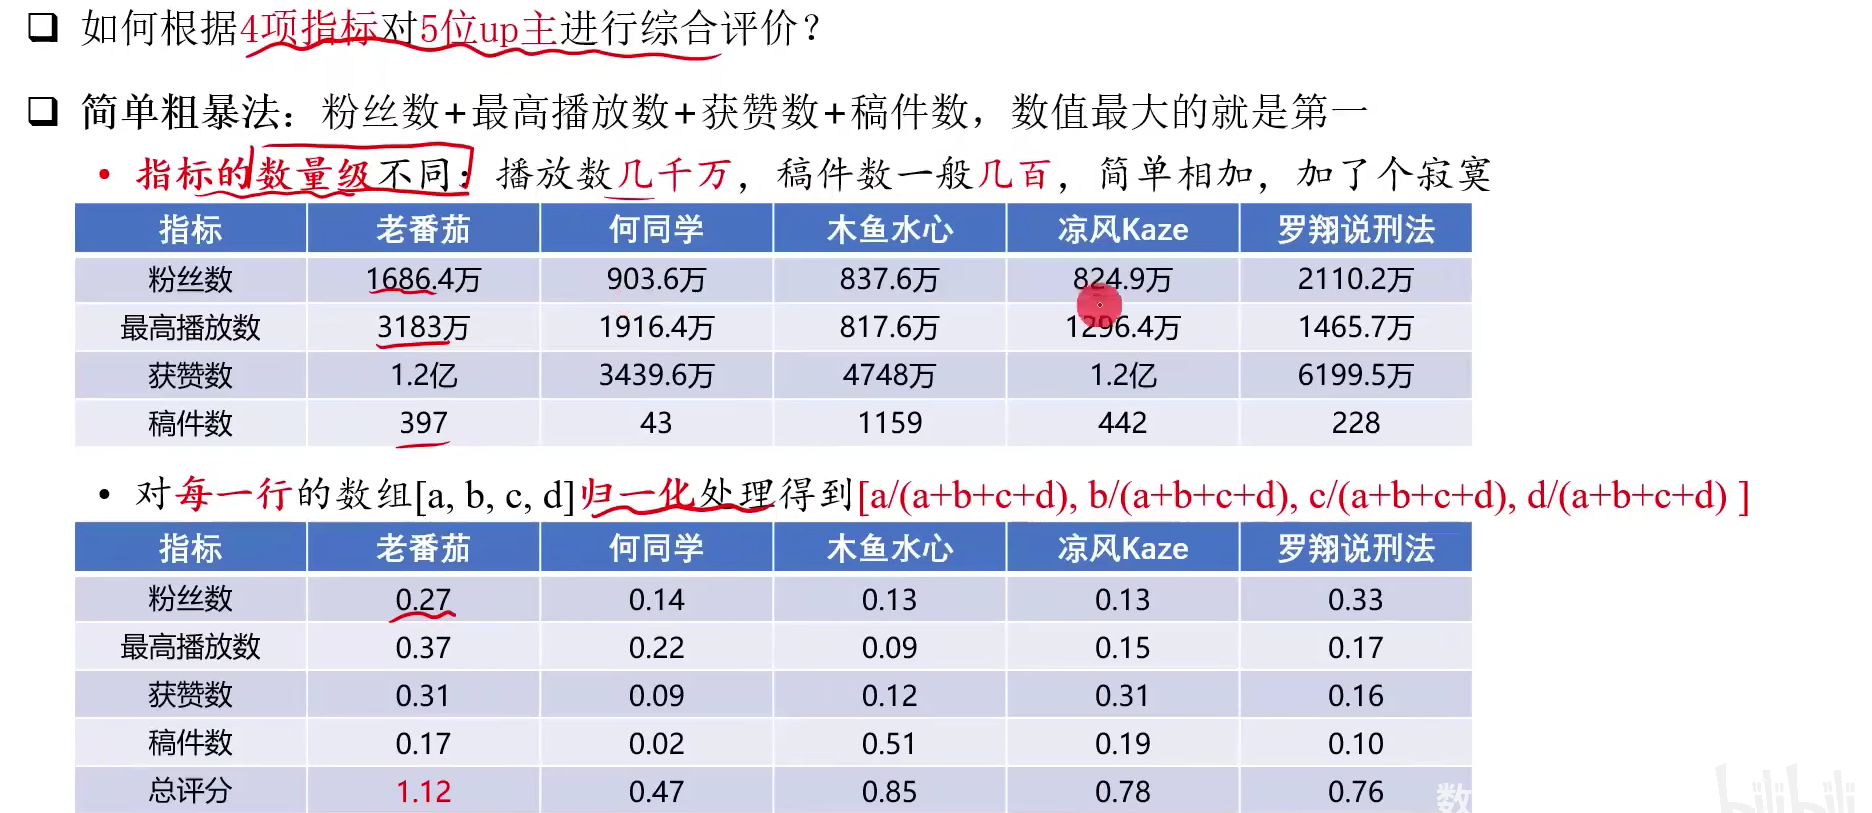 如何根据4项指标对5位up主进行综合评价?
简单粗暴法: 粉丝数+最高播放数+获赞数+稿件数, 数值最大的就是第一
• 指标的数量级不同: 播放数几千万, 稿件数一般几百, 简单相加, 加了个寂寞
指标 老番茄 何同学 木鱼水心 凉风Kaze 罗翔说刑法
粉丝数 1686.4万 903.6万 837.6万 824.9万 2110.2万
最高播放数 3183万 1916.4万 817.6万 1296.4万 1465.7万
获赞数 1.2亿 3439.6万 4748万 1.2亿 6199.5万
稿件数 397 43 1159 442 228
• 对每一行的数组[a, b, c, d]归一化处理得到[a/(a+b+c+d), b/(a+b+c+d), c/(a+b+c+d), d/(a+b+c+d) ]
指标 老番茄 何同学 木鱼水心 凉风Kaze 罗翔说刑法
粉丝数 0.27 0.14 0.13 0.13 0.33
最高播放数 0.37 0.22 0.09 0.15 0.17
获赞数 0.31 0.09 0.12 0.31 0.16
稿件数 0.17 0.02 0.51 0.19 0.10
总评分 1.12 0.47 0.85 0.78 0.76
数
bilibili